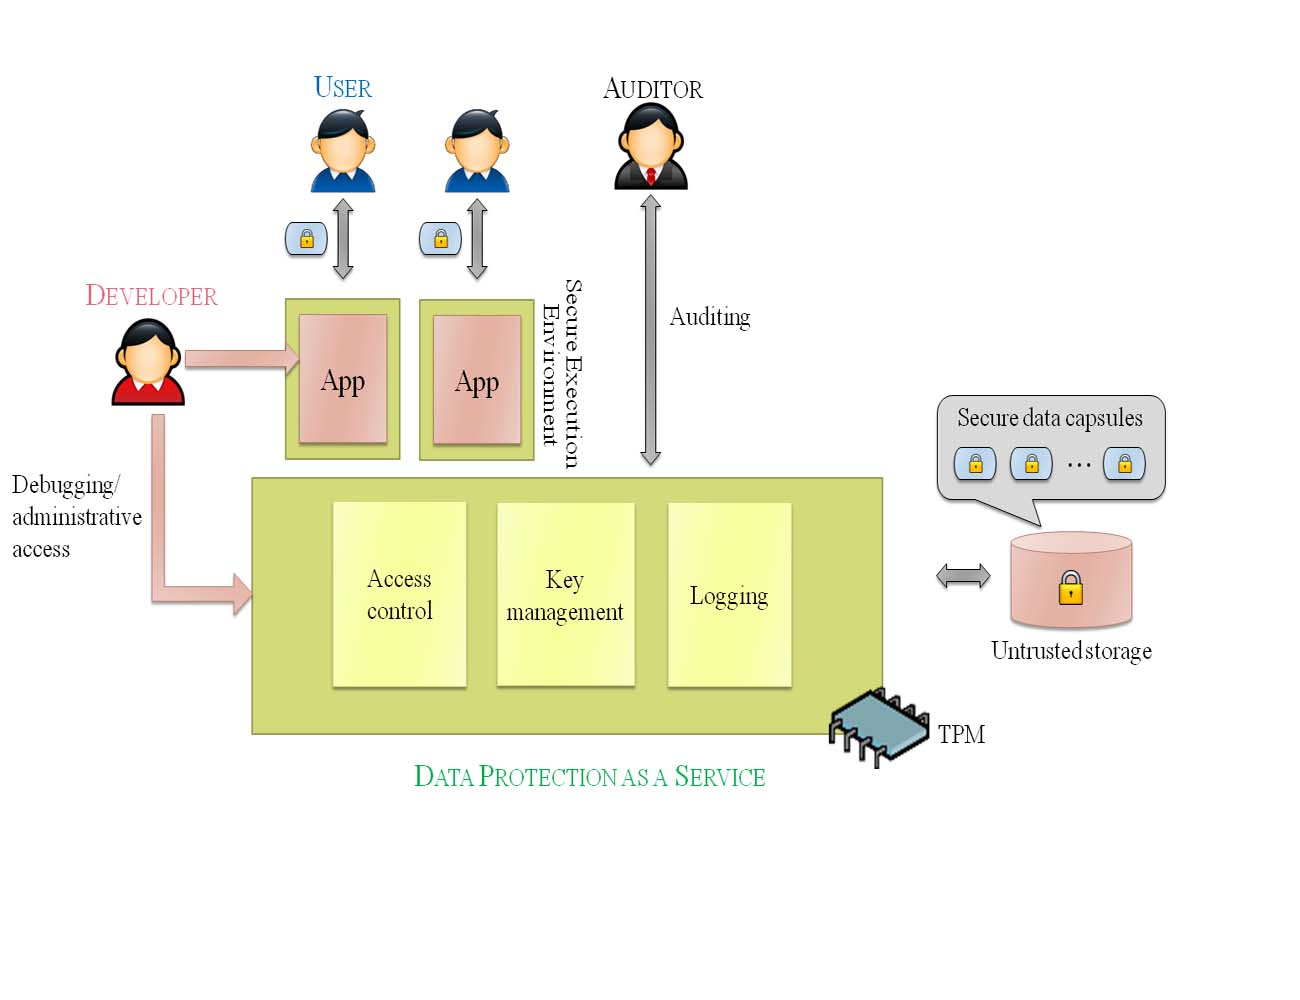 USER
AUDITOR
DEVELOPER
Secure Execution
Environment
Auditing
App
App
Secure data capsules
...
Debugging/
administrative
access
Access
control
Key
management
Logging
Untrusted storage
TPM
DATA PROTECTION AS A SERVICE